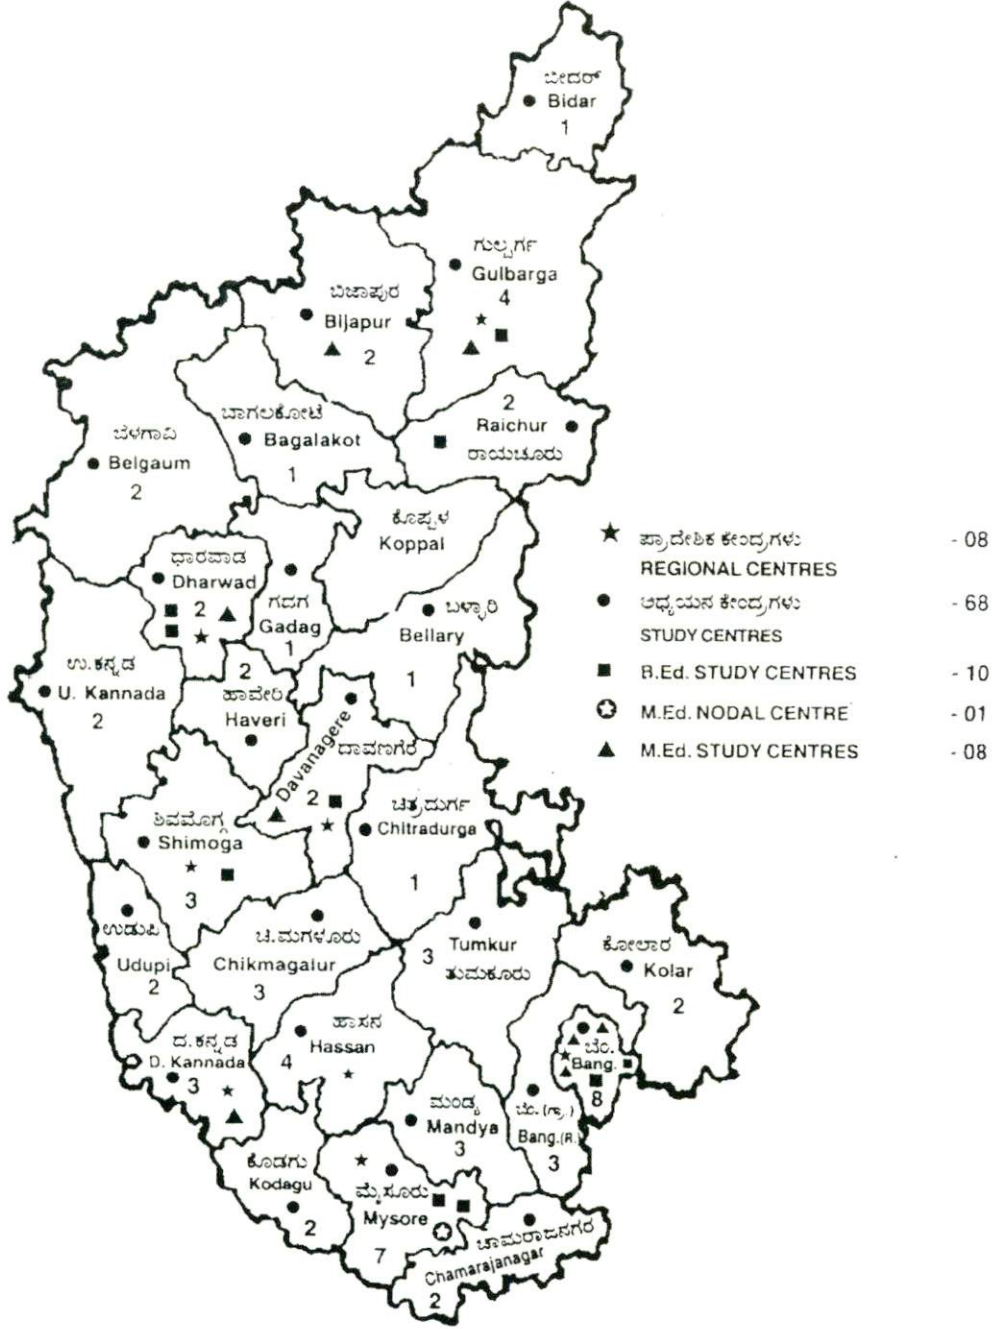 ಬೀದರ್
Bidar
1
ಗುಲ್ಬರ್ಗ
Gulbarga
4
ಬಿಜಾಪುರ
Bijapur
2
2
Raichur
ರಾಯಚೂರು
ಬಾಗಲಕೋಟೆ
Bagalakot
1
ಬೆಳಗಾವಿ
Belgaum
2
ಕೊಪ್ಪಳ
Koppal
ಧಾರವಾಡ
Dharwad
2
ಗದಗ
Gadag
1
ಬಳ್ಳಾರಿ
Bellary
1
ಉ.ಕನ್ನಡ
U. Kannada
2
2
ಹಾವೇರಿ
Haveri
ದಾವಣಗೆರೆ
Davanagere
2
ಚಿತ್ರದುರ್ಗ
Chitradurga
1
ಶಿವಮೊಗ್ಗ
Shimoga
3
ಉಡುಪಿ
Udupi
2
ಚಿ.ಮಗಳೂರು
Chikmagalur
3
3
Tumkur
ತುಮಕೂರು
ಕೋಲಾರ
Kolar
2
ದ.ಕನ್ನಡ
D. Kannada
3
ಹಾಸನ
Hassan
4
ಬೆಂ.
Bang.
8
ಮಂಡ್ಯ
Mandya
3
ಬೆಂ.(ಗ್ರಾ.)
Bang.(R.)
3
ಕೊಡಗು
Kodagu
2
ಮೈಸೂರು
Mysore
7
ಚಾಮರಾಜನಗರ
Chamarajanagar
2
ಪ್ರಾದೇಶಿಕ ಕೇಂದ್ರಗಳು - 08
REGIONAL CENTRES
ಅಧ್ಯಯನ ಕೇಂದ್ರಗಳು - 68
STUDY CENTRES
B.Ed. STUDY CENTRES - 10
M.Ed. NODAL CENTRE - 01
M.Ed. STUDY CENTRES - 08